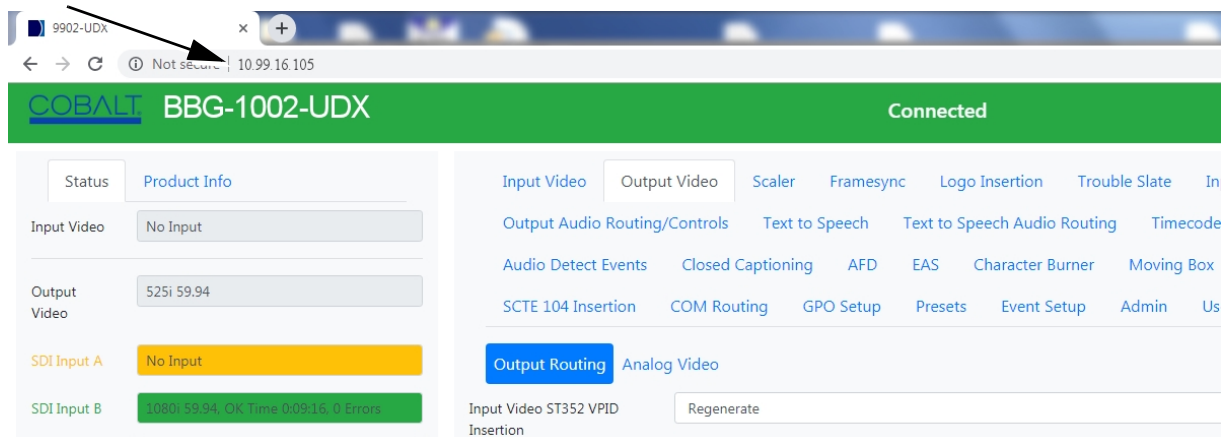 9902-UDX × +
Not secure 10.99.16.105
COBALT BBG-1002-UDX Connected
Status Product Info
Input Video No Input
Output Video 525i 59.94
SDI Input A No Input
SDI Input B 1080i 59.94, OK Time 0:09:16, 0 Errors
Input Video Output Video Scaler Framesync Logo Insertion Trouble Slate In
Output Audio Routing/Controls Text to Speech Text to Speech Audio Routing Timecode
Audio Detect Events Closed Captioning AFD EAS Character Burner Moving Box
SCTE 104 Insertion COM Routing GPO Setup Presets Event Setup Admin Us
Output Routing Analog Video
Input Video ST352 VPID Insertion Regenerate